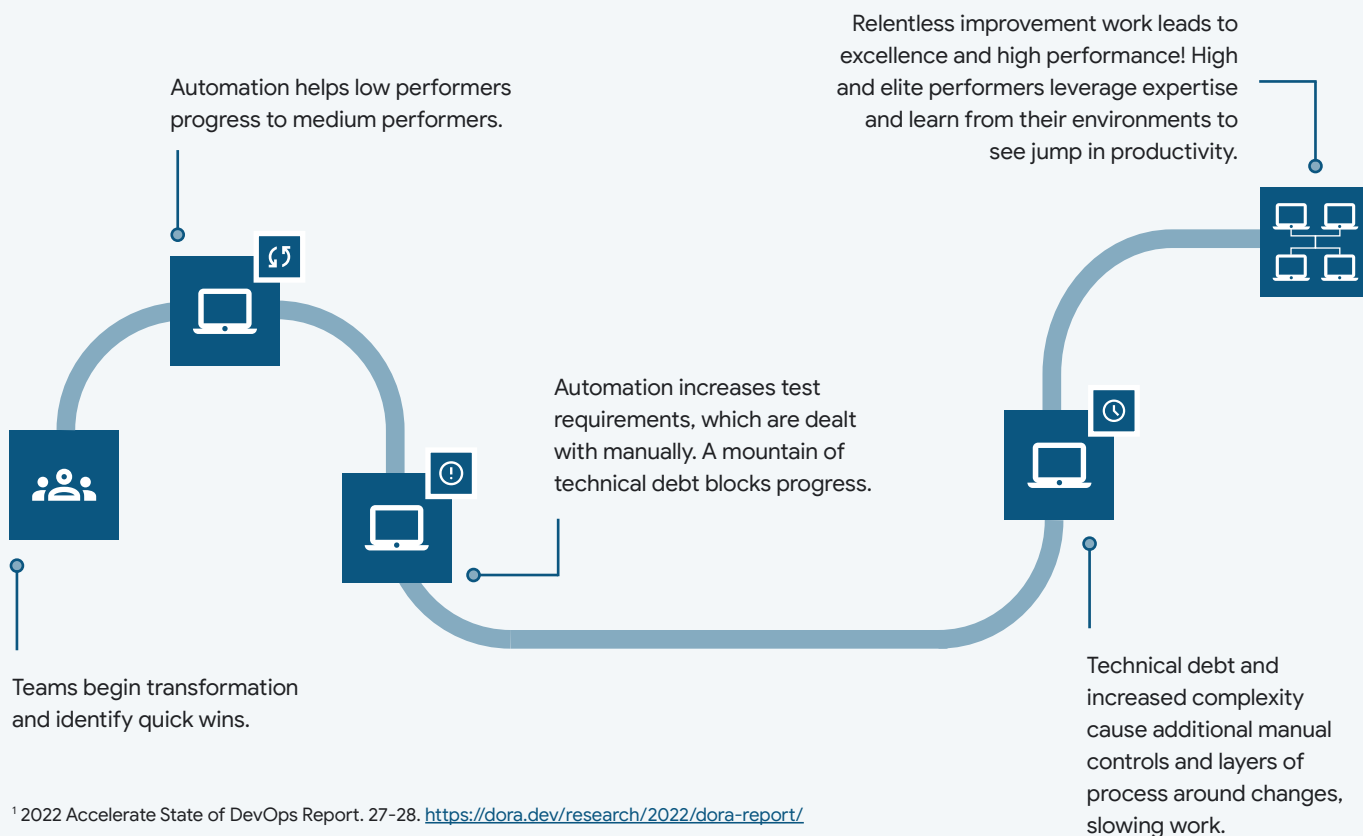 Relentless improvement work leads to
excellence and high performance! High
and elite performers leverage expertise
and learn from their environments to
see jump in productivity.
Automation helps low performers
progress to medium performers.
Automation increases test
requirements, which are dealt
with manually. A mountain of
technical debt blocks progress.
Teams begin transformation
and identify quick wins.
Technical debt and
increased complexity
cause additional manual
controls and layers of
process around changes,
slowing work.
¹ 2022 Accelerate State of DevOps Report. 27-28. https://dora.dev/research/2022/dora-report/